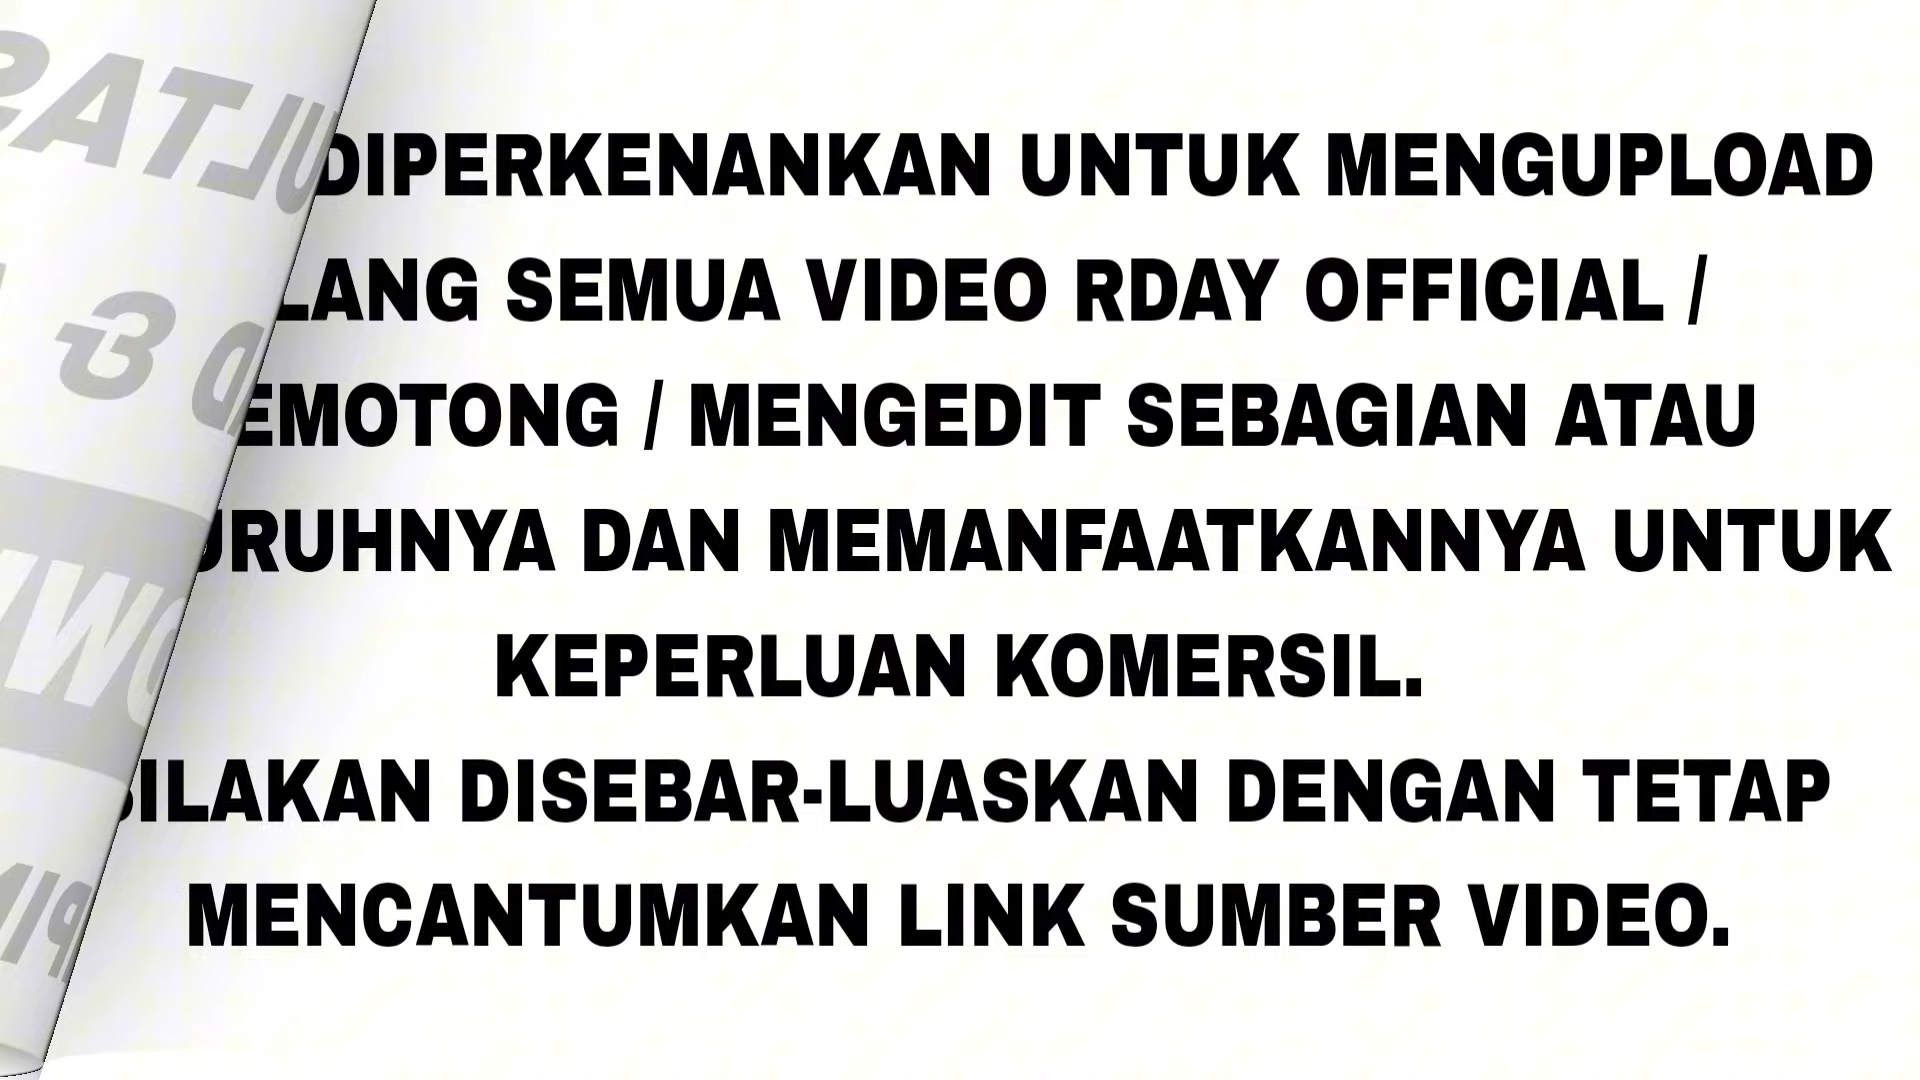 DIPERKENANKAN UNTUK MENGUPLOAD
LANG SEMUA VIDEO RDAY OFFICIAL /
EMOTONG / MENGEDIT SEBAGIAN ATAU
URUHNYA DAN MEMANFAATKANNYA UNTUK
KEPERLUAN KOMERSIL.
SILAKAN DISEBAR-LUASKAN DENGAN TETAP
MENCANTUMKAN LINK SUMBER VIDEO.